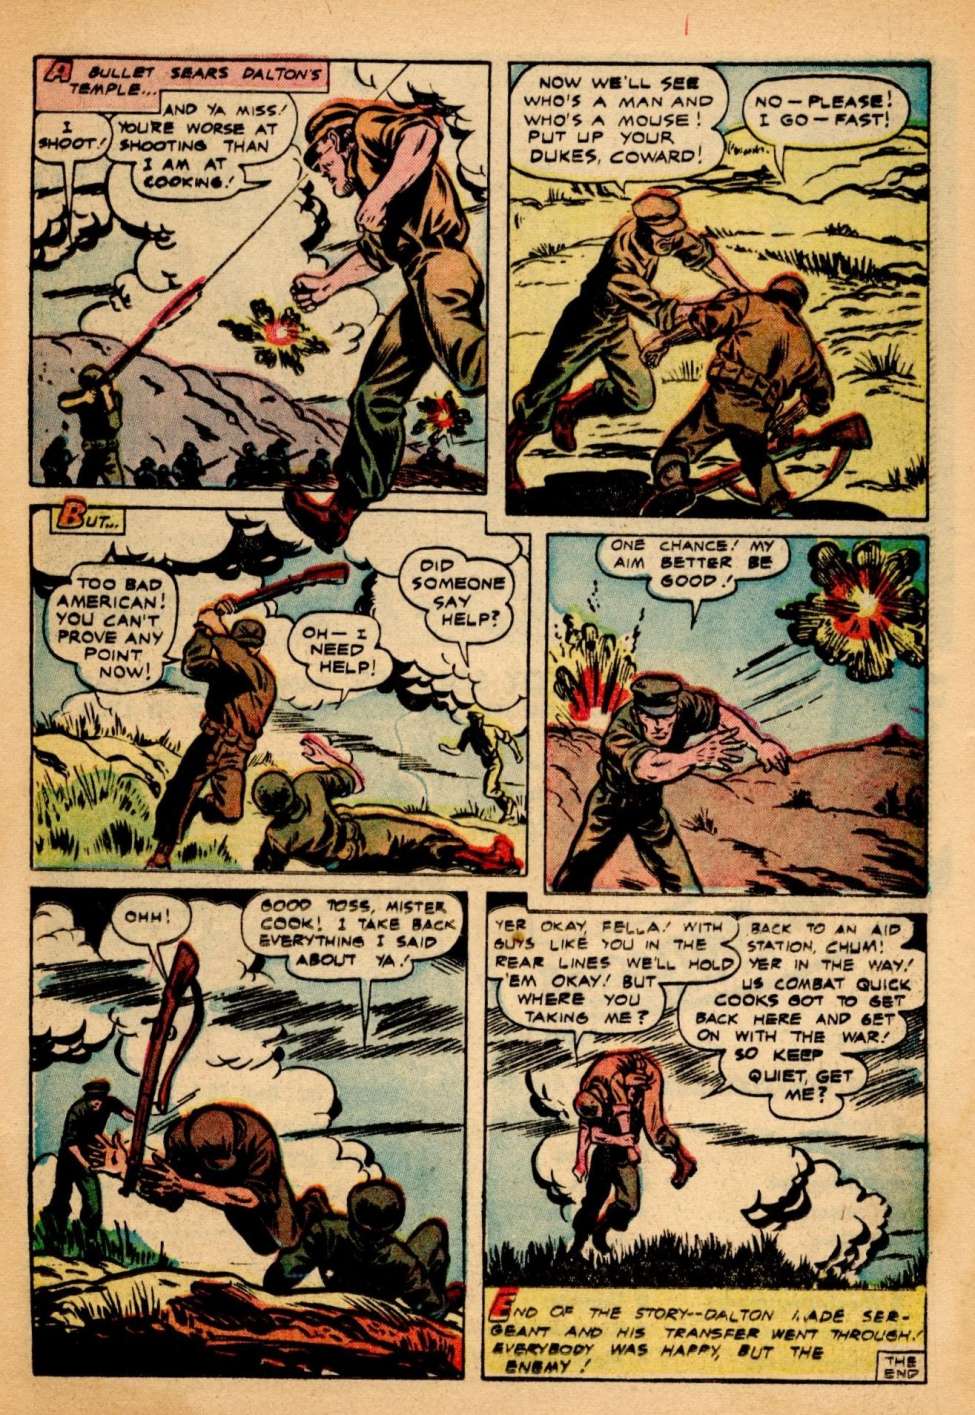 A BULLET SEARS DALTON'S
TEMPLE...
I
SHOOT!
AND YA MISS!
YOU'RE WORSE AT
SHOOTING THAN
I AM AT
COOKING!
NOW WE'LL SEE
WHO'S A MAN AND
WHO'S A MOUSE!
PUT UP YOUR
DUKES, COWARD!
NO-PLEASE!
I GO-FAST!
BUT...
TOO BAD
AMERICAN!
YOU CAN'T
PROVE ANY
POINT
NOW!
OH-I
NEED
HELP!
DID
SOMEONE
SAY
HELP?
ONE CHANCE! MY
AIM BETTER BE
GOOD!
OHH!
GOOD TOSS, MISTER
COOK! I TAKE BACK
EVERYTHING I SAID
ABOUT YA!
YER OKAY, FELLA! WITH
GUYS LIKE YOU IN THE
REAR LINES WE'LL HOLD
'EM OKAY! BUT
WHERE YOU
TAKING ME?
BACK TO AN AID
STATION, CHUM!
YER IN THE WAY!
US COMBAT QUICK
COOKS GOT TO GET
BACK HERE AND GET
ON WITH THE WAR!
SO KEEP
QUIET, GET
ME?
END OF THE STORY--DALTON MADE SER-
GEANT AND HIS TRANSFER WENT THROUGH!
EVERYBODY WAS HAPPY, BUT THE
ENEMY!
THE
END